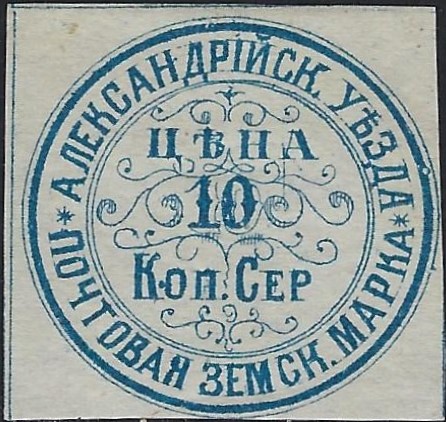 АЛЕКСАНДРІЙСК. УѢЗДА
* ПОЧТОВАЯ ЗЕМСК. МАРКА *
ЦѢНА
10
Коп. Сер